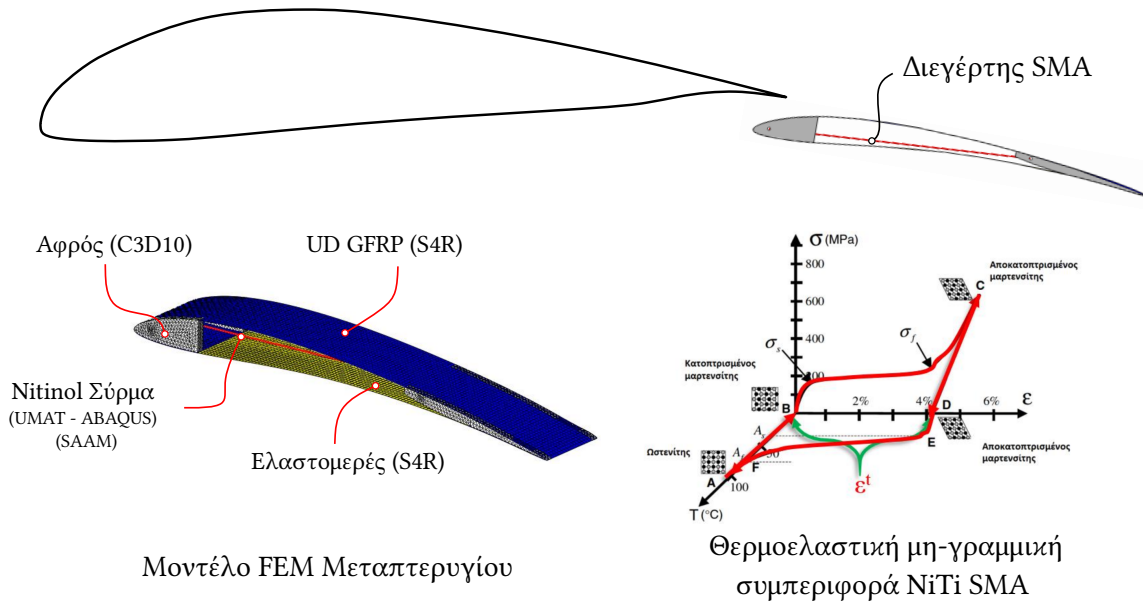 Διεγέρτης SMA
Αφρός (C3D10)
UD GFRP (S4R)
Nitinol Σύρμα
(UMAT - ABAQUS)
(SAAM)
Ελαστομερές (S4R)
Μοντέλο FEM Μεταπτερυγίου
σ (MPa)
800
600
400
200
Αποκατοπτρισμένος
μαρτενσίτης
C
σs
σf
Κατοπτρισμένος
μαρτενσίτης
B
2%
4%
6%
ε
D
E
Αποκατοπτρισμένος
μαρτενσίτης
Ωστενίτης
As
Af
F
50
A
100
T (°C)
εt
Θερμοελαστική μη-γραμμική
συμπεριφορά NiTi SMA